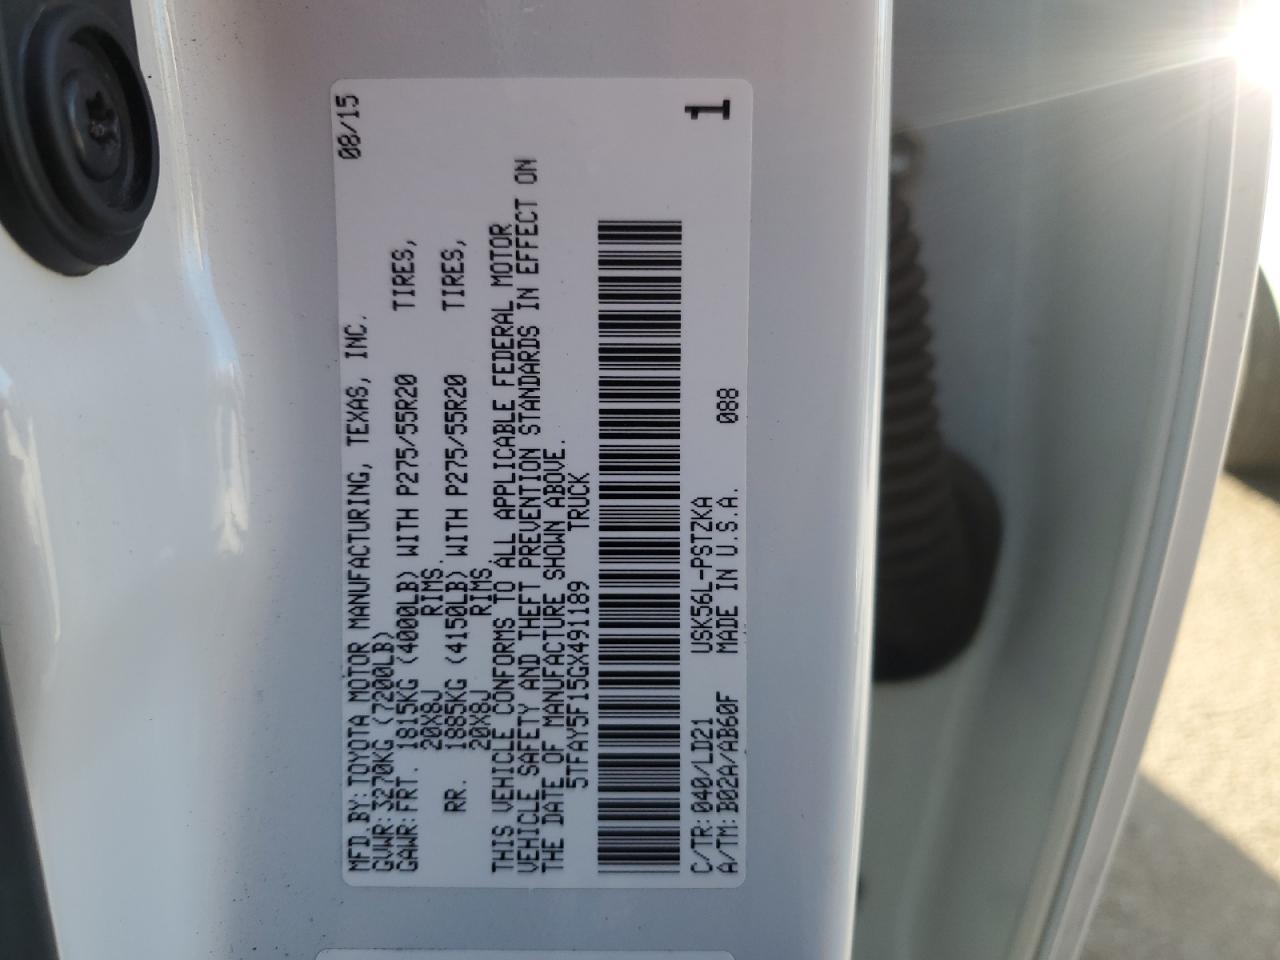 MFD.BY: TOYOTA MOTOR MANUFACTURING, TEXAS, INC. 08/15
GVWR: 3270KG (7200LB)
GAWR: FRT. 1815KG (4000LB) WITH P275/55R20 TIRES,
20X8J RIMS.
RR. 1885KG (4150LB) WITH P275/55R20 TIRES,
20X8J RIMS.
THIS VEHICLE CONFORMS TO ALL APPLICABLE FEDERAL MOTOR
VEHICLE SAFETY AND THEFT PREVENTION STANDARDS IN EFFECT ON
THE DATE OF MANUFACTURE SHOWN ABOVE.
5TFAY5F15GX491189 TRUCK
C/TR: 040/LD21 USK56L-PSTZKA
A/TM: B02A/AB60F MADE IN U.S.A. 088
1